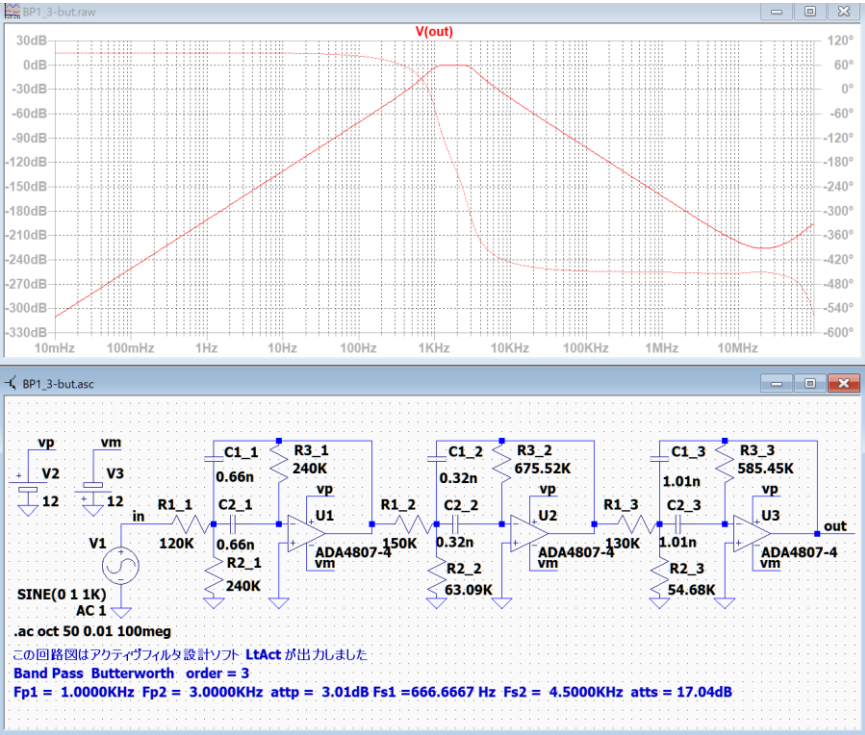 BP1_3-but.raw
V(out)
30dB 120°
0dB 60°
-30dB 0°
-60dB -60°
-90dB -120°
-120dB -180°
-150dB -240°
-180dB -300°
-210dB -360°
-240dB -420°
-270dB -480°
-300dB -540°
-330dB -600°
10mHz 100mHz 1Hz 10Hz 100Hz 1KHz 10KHz 100KHz 1MHz 10MHz
BP1_3-but.asc
vp vm
V2 V3
12 12
C1_1 R3_1 C1_2 R3_2 C1_3 R3_3
0.66n 240K 0.32n 675.52K 1.01n 585.45K
vp vp vp
in R1_1 C2_1 U1 R1_2 C2_2 U2 R1_3 C2_3 U3 out
V1 120K 0.66n ADA4807-4 150K 0.32n ADA4807-4 130K 1.01n ADA4807-4
R2_1 vm R2_2 vm R2_3 vm
240K 63.09K 54.68K
SINE(0 1 1K)
AC 1
.ac oct 50 0.01 100meg
この回路図はアクティヴフィルタ設計ソフト LtAct が出力しました
Band Pass Butterworth order = 3
Fp1 = 1.0000KHz Fp2 = 3.0000KHz attp = 3.01dB Fs1 =666.6667 Hz Fs2 = 4.5000KHz atts = 17.04dB